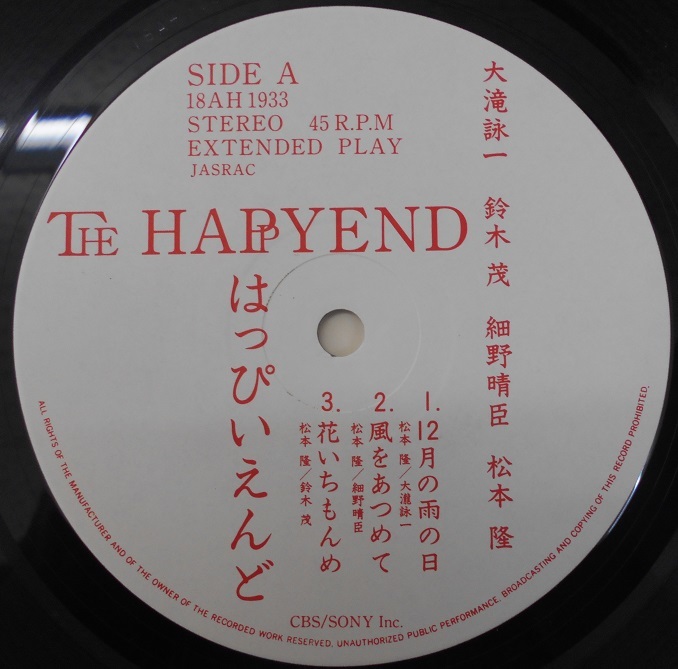 SIDE A
18AH 1933
STEREO 45 R.P.M
EXTENDED PLAY
JASRAC
THE HAPPYEND
はっぴいえんど
大滝詠一 鈴木 茂 細野晴臣 松本 隆
1.12月の雨の日
松本 隆/大瀧詠一
2.風をあつめて
松本 隆/細野晴臣
3.花いちもんめ
松本 隆/鈴木 茂
CBS/SONY Inc.
ALL RIGHTS OF THE MANUFACTURER AND OF THE OWNER OF THE RECORDED WORK RESERVED. UNAUTHORIZED PUBLIC PERFORMANCE. BROADCASTING AND COPYING OF THIS RECORD PROHIBITED.